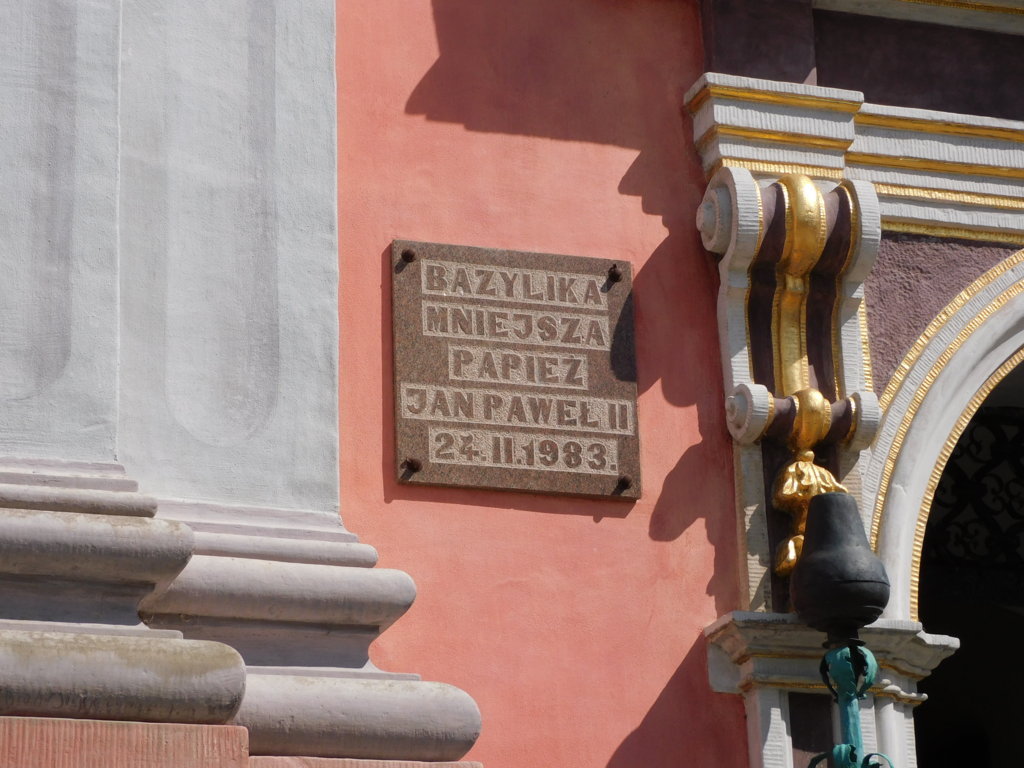 BAZYLIKA
MNIEJSZA
PAPIEŻ
JAN PAWEŁ II
24.II.1983.